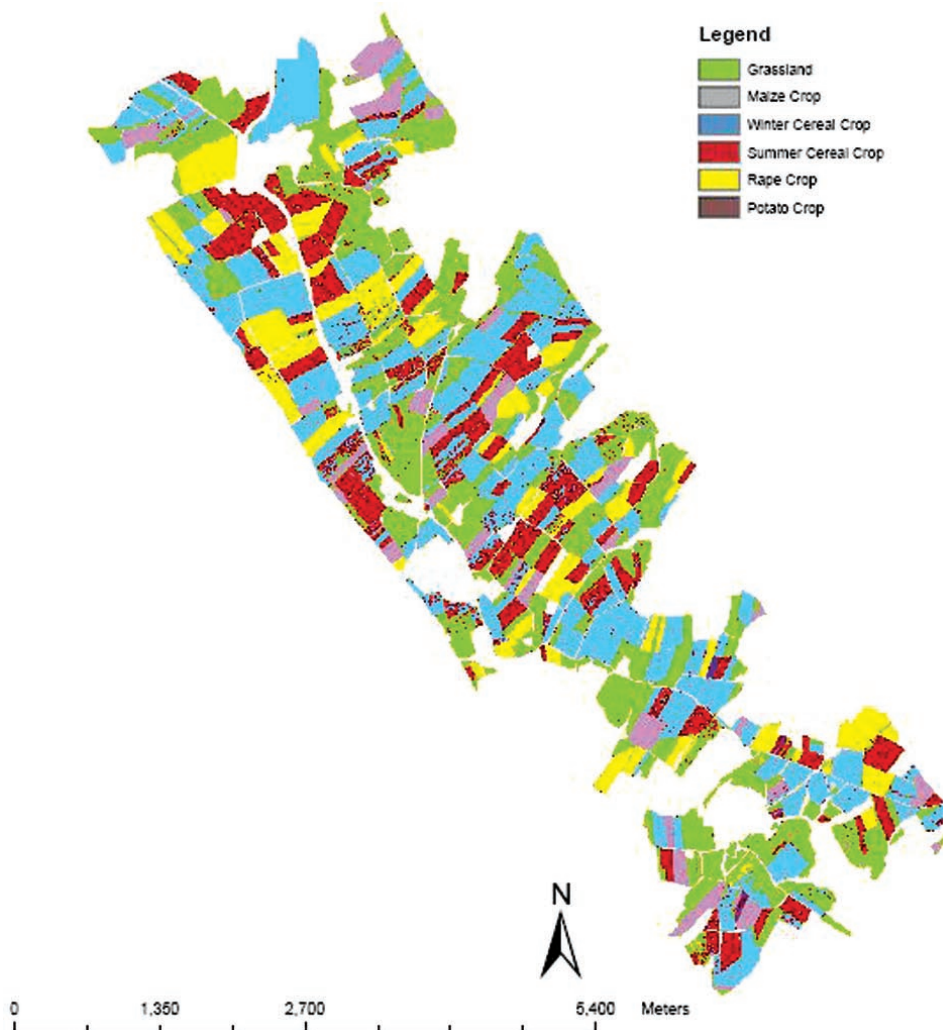 Legend
Grassland
Maize Crop
Winter Cereal Crop
Summer Cereal Crop
Rape Crop
Potato Crop
N
0 1,350 2,700 5,400 Meters